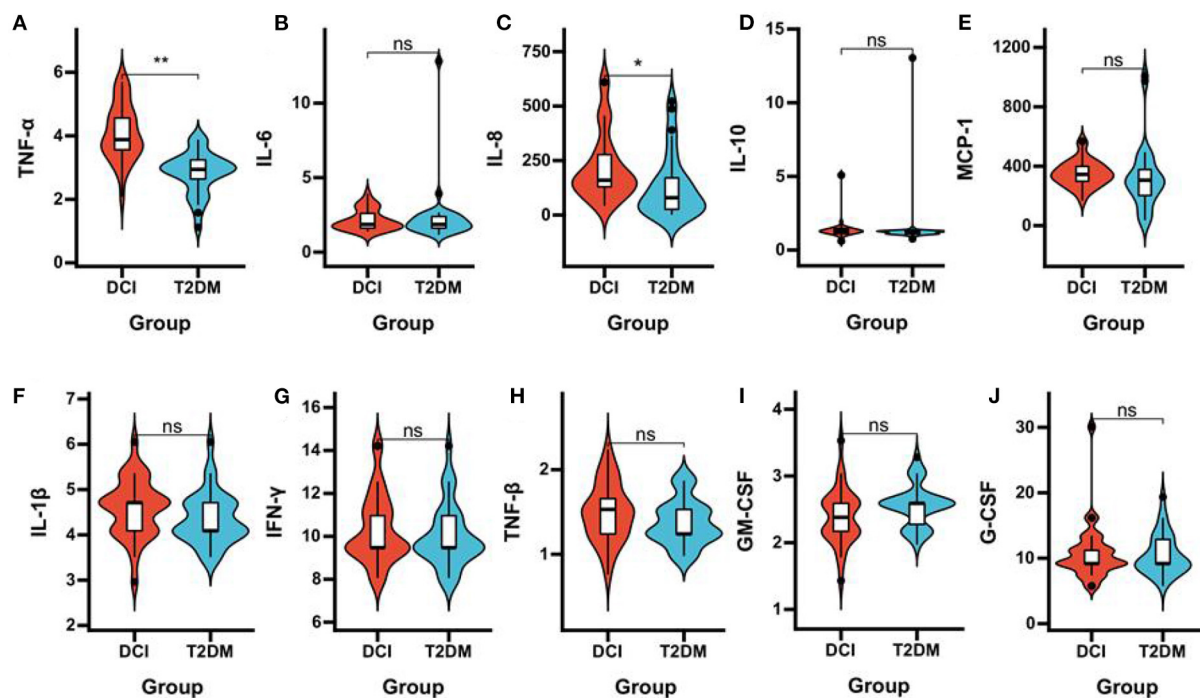 A
B
C
D
E
TNF-α
6
4
2
0
**
DCI
T2DM
Group
IL-6
10
5
0
ns
DCI
T2DM
Group
IL-8
750
500
250
0
*
DCI
T2DM
Group
IL-10
15
10
5
0
ns
DCI
T2DM
Group
MCP-1
1200
800
400
0
ns
DCI
T2DM
Group
F
G
H
I
J
IL-1β
7
6
5
4
3
2
ns
DCI
T2DM
Group
IFN-γ
16
14
12
10
8
6
ns
DCI
T2DM
Group
TNF-β
2
1
ns
DCI
T2DM
Group
GM-CSF
4
3
2
1
ns
DCI
T2DM
Group
G-CSF
30
20
10
0
ns
DCI
T2DM
Group